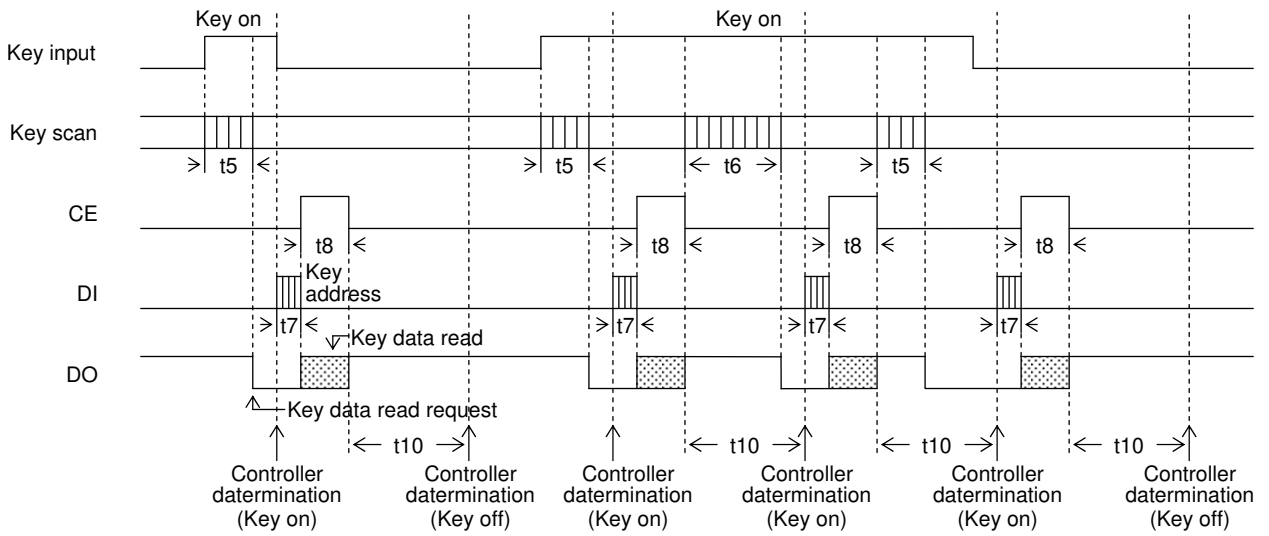 Key on
Key on
Key input
Key scan
t5
t5
t6
t5
CE
t8
t8
t8
t8
Key
address
DI
t7
t7
t7
t7
Key data read
DO
Key data read request
t10
t10
t10
t10
Controller
datermination
(Key on)
Controller
datermination
(Key off)
Controller
datermination
(Key on)
Controller
datermination
(Key on)
Controller
datermination
(Key on)
Controller
datermination
(Key off)